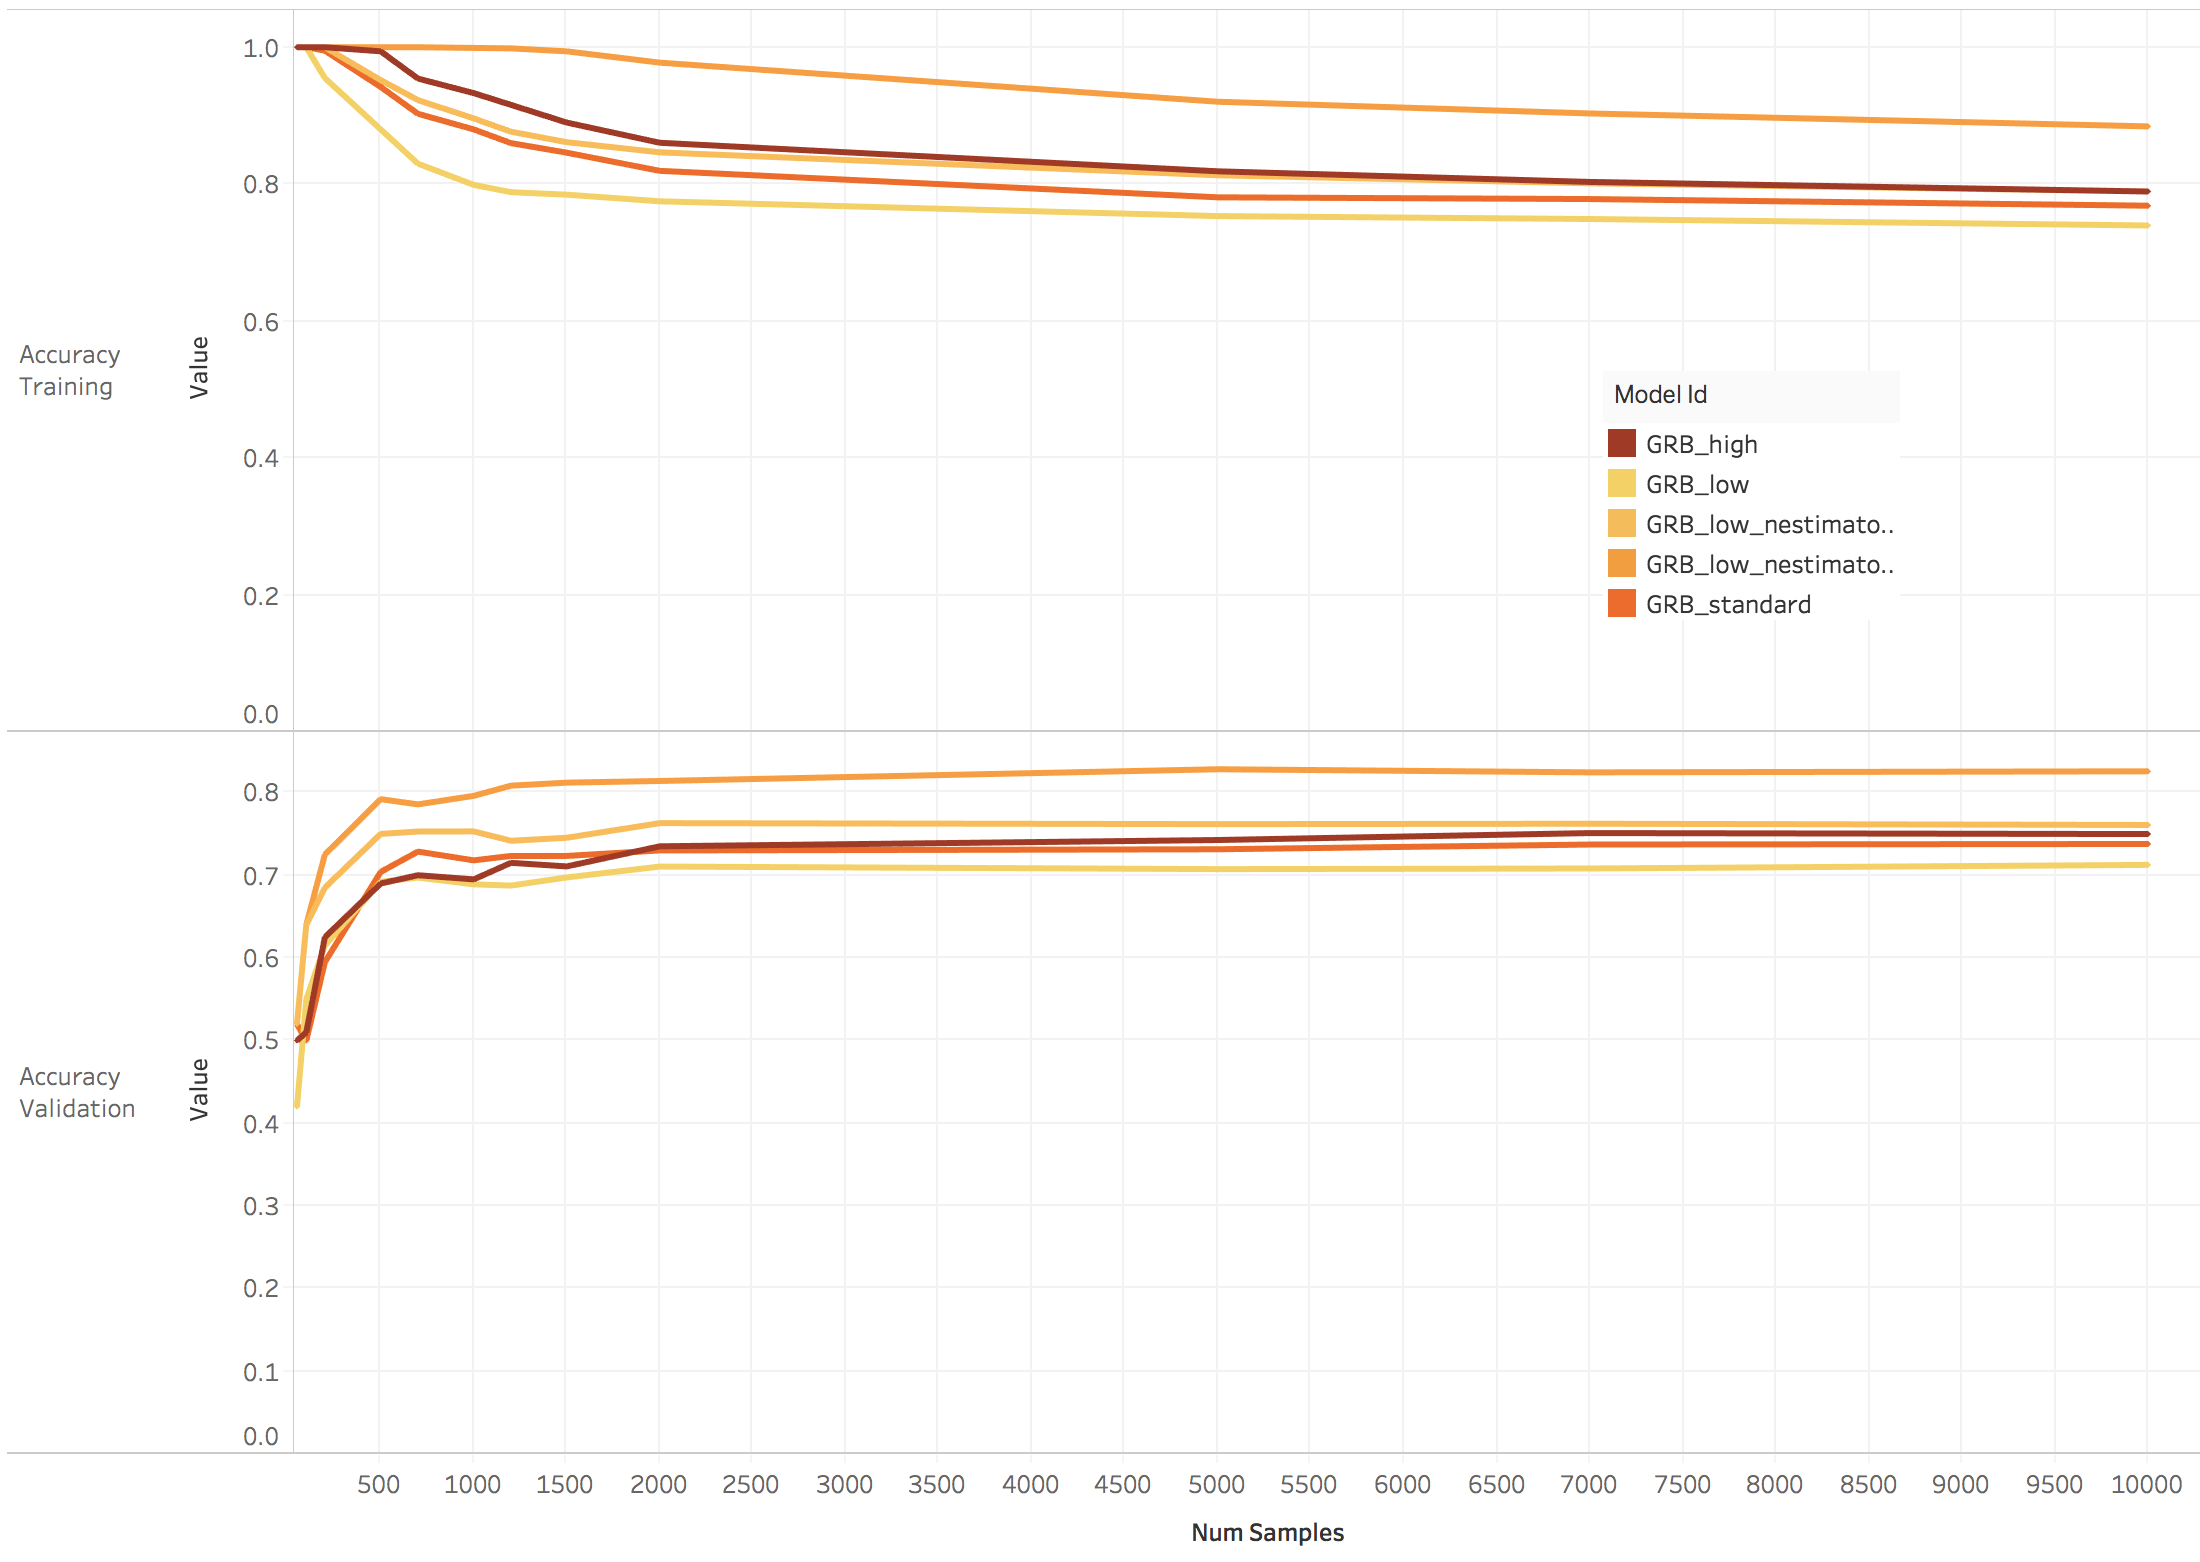 1.0
0.8
0.6
0.4
0.2
0.0
Value
Accuracy
Training
Model Id
GRB_high
GRB_low
GRB_low_nestimato..
GRB_low_nestimato..
GRB_standard
0.8
0.7
0.6
0.5
0.4
0.3
0.2
0.1
0.0
Value
Accuracy
Validation
500 1000 1500 2000 2500 3000 3500 4000 4500 5000 5500 6000 6500 7000 7500 8000 8500 9000 9500 10000
Num Samples